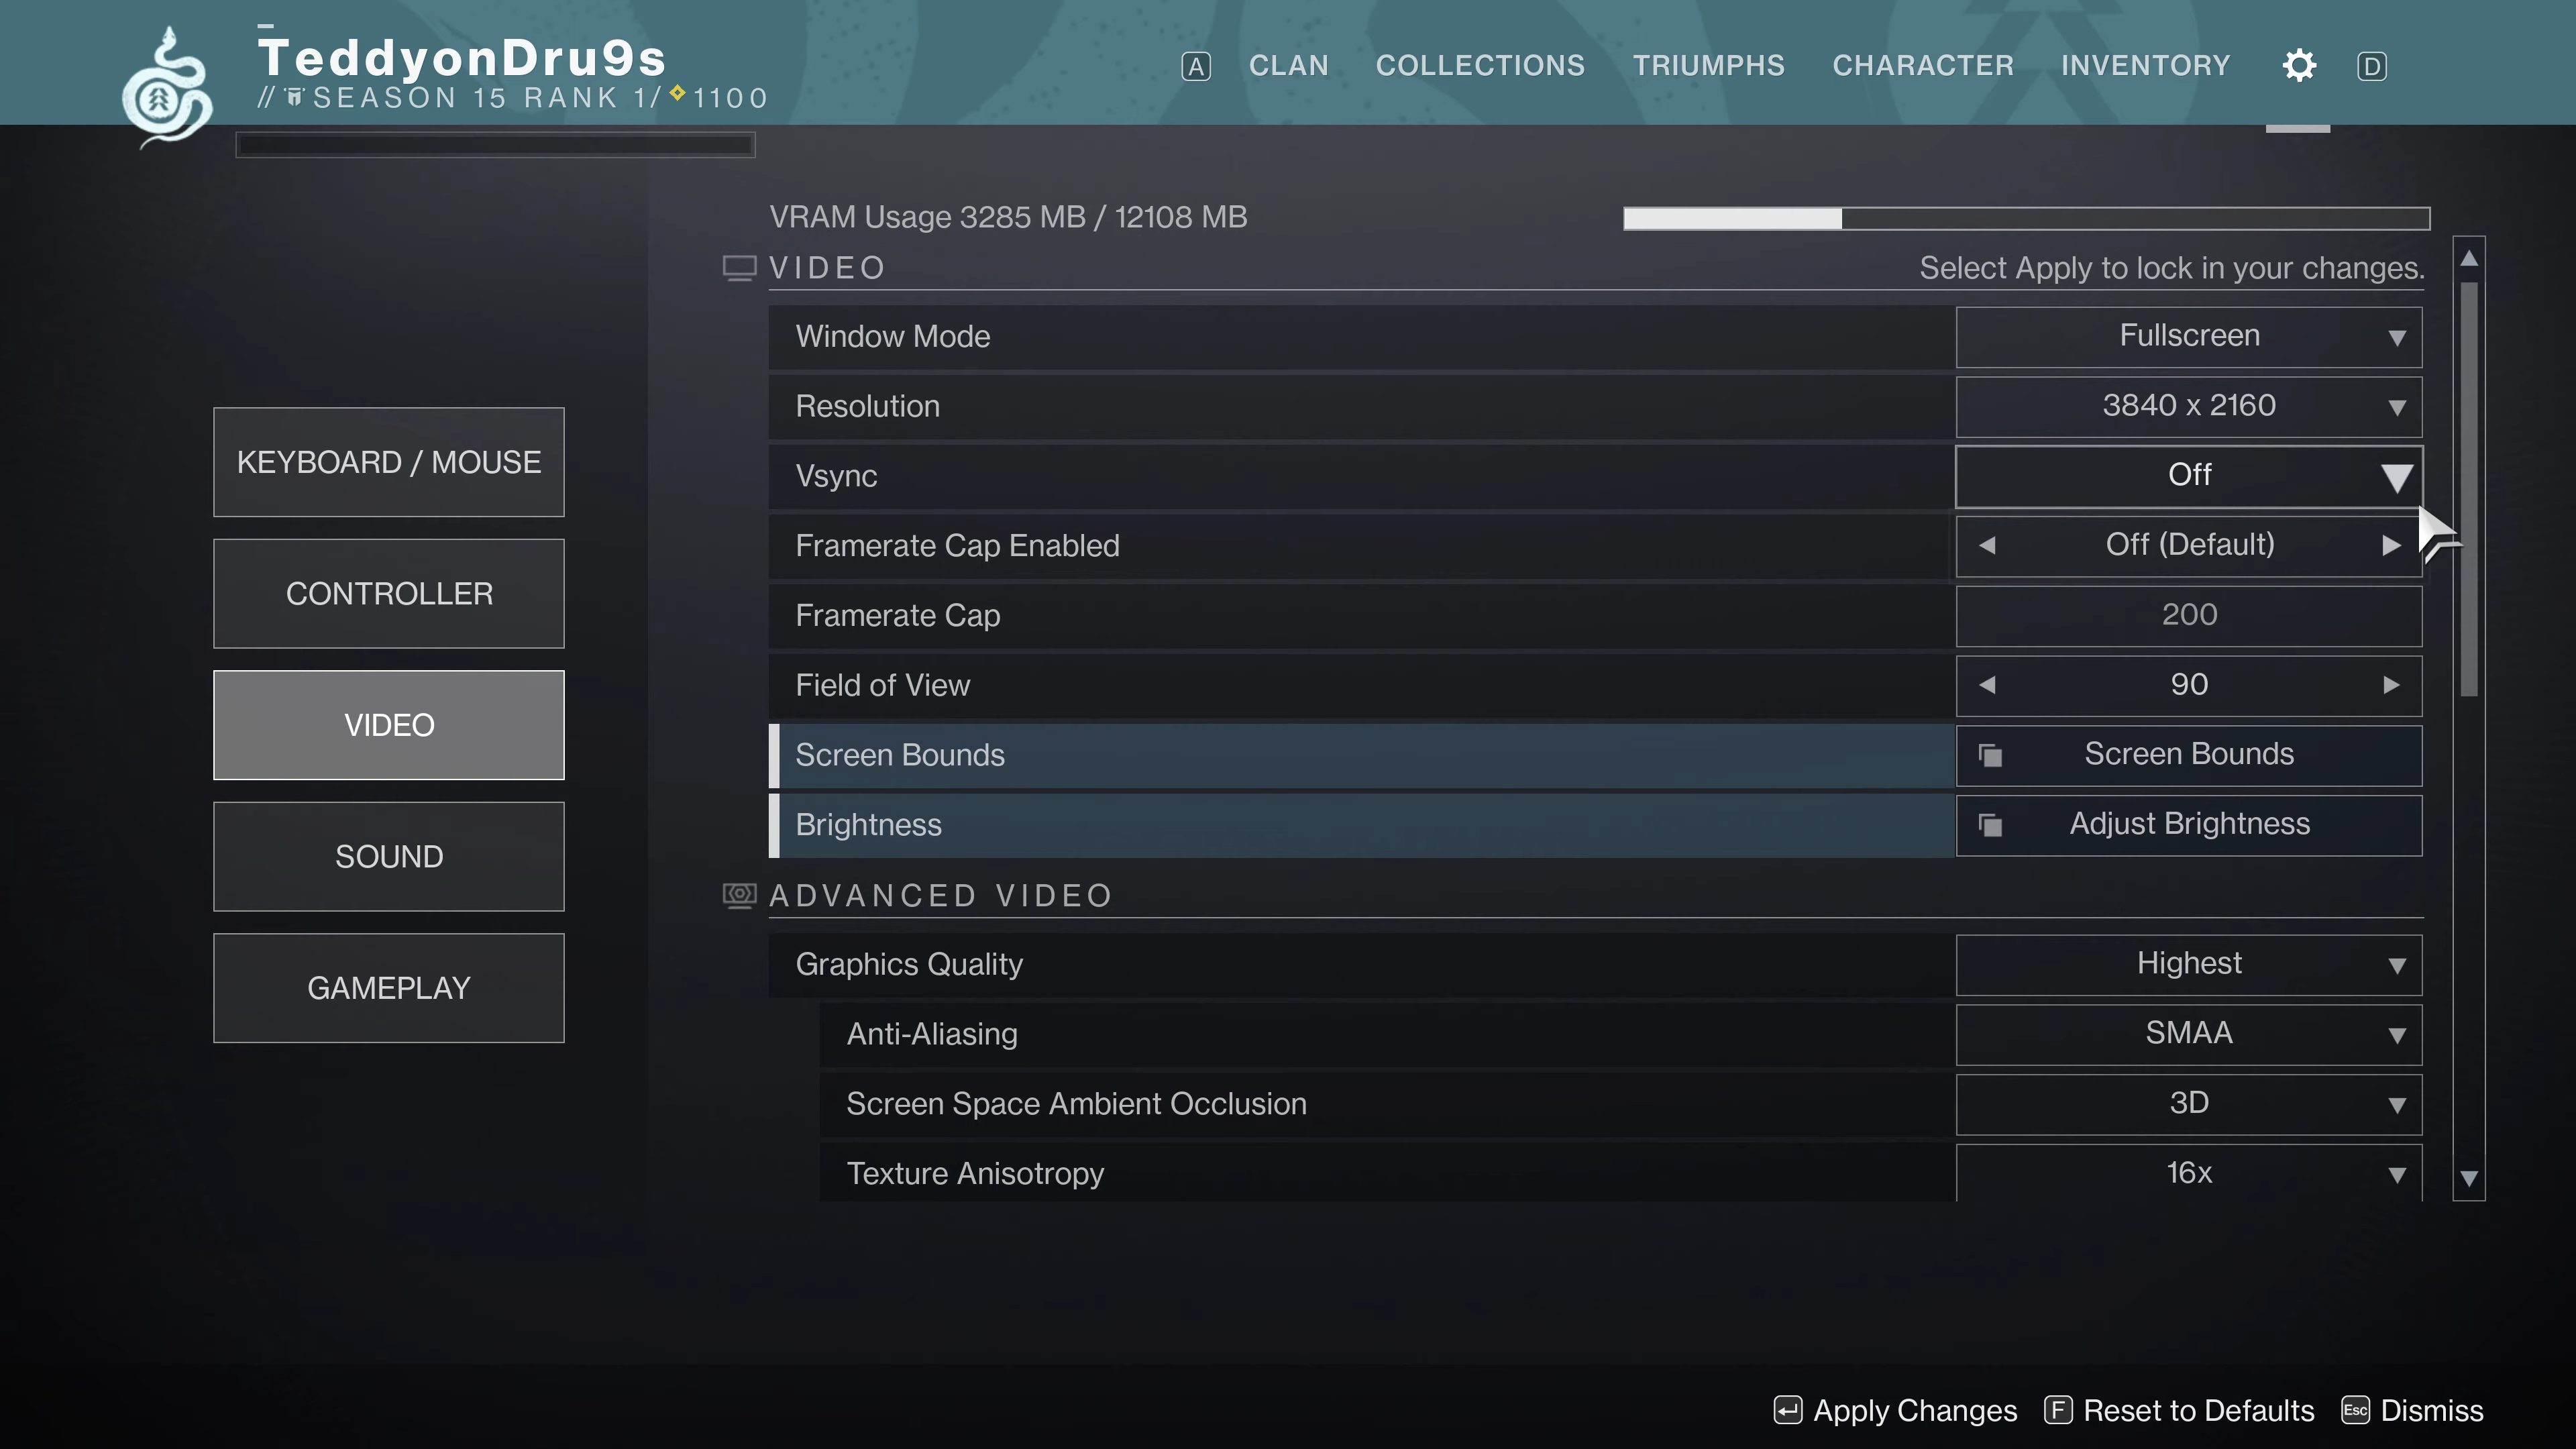 TeddyonDru9s
// SEASON 15 RANK 1/ 1100
A CLAN COLLECTIONS TRIUMPHS CHARACTER INVENTORY D
VRAM Usage 3285 MB / 12108 MB
VIDEO Select Apply to lock in your changes.
Window Mode Fullscreen
Resolution 3840 x 2160
Vsync Off
Framerate Cap Enabled Off (Default)
Framerate Cap 200
Field of View 90
Screen Bounds Screen Bounds
Brightness Adjust Brightness
ADVANCED VIDEO
Graphics Quality Highest
Anti-Aliasing SMAA
Screen Space Ambient Occlusion 3D
Texture Anisotropy 16x
KEYBOARD / MOUSE
CONTROLLER
VIDEO
SOUND
GAMEPLAY
Apply Changes F Reset to Defaults Esc Dismiss